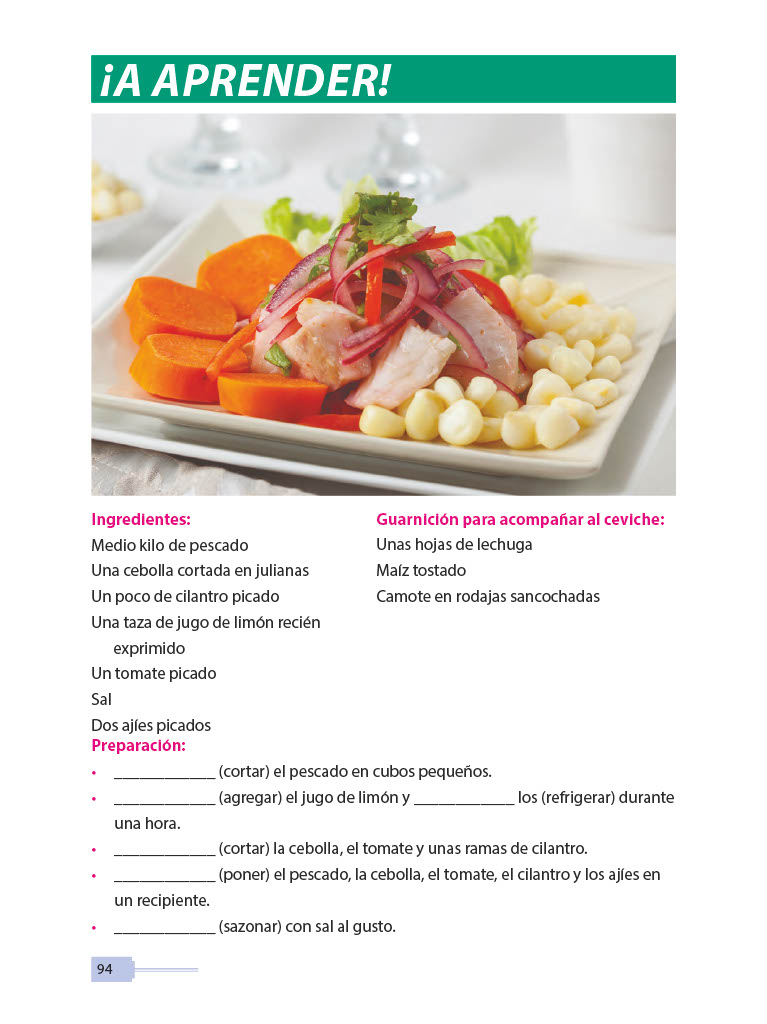 ¡A APRENDER!
Ingredientes:
Medio kilo de pescado
Una cebolla cortada en julianas
Un poco de cilantro picado
Una taza de jugo de limón recién
exprimido
Un tomate picado
Sal
Dos ajíes picados
Guarnición para acompañar al ceviche:
Unas hojas de lechuga
Maíz tostado
Camote en rodajas sancochadas
Preparación:
• ____________ (cortar) el pescado en cubos pequeños.
• ____________ (agregar) el jugo de limón y ____________ los (refrigerar) durante
una hora.
• ____________ (cortar) la cebolla, el tomate y unas ramas de cilantro.
• ____________ (poner) el pescado, la cebolla, el tomate, el cilantro y los ajíes en
un recipiente.
• ____________ (sazonar) con sal al gusto.
94